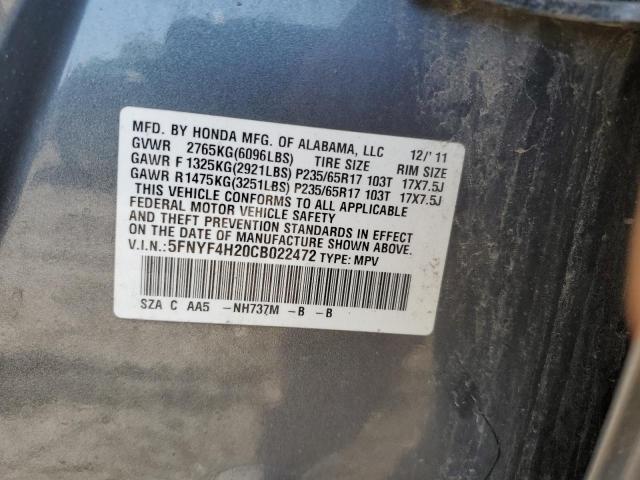 MFD. BY HONDA MFG. OF ALABAMA, LLC 12/'11
GVWR 2765KG(6096LBS) TIRE SIZE RIM SIZE
GAWR F 1325KG(2921LBS) P235/65R17 103T 17X7.5J
GAWR R 1475KG(3251LBS) P235/65R17 103T 17X7.5J
THIS VEHICLE CONFORMS TO ALL APPLICABLE
FEDERAL MOTOR VEHICLE SAFETY
AND THEFT PREVENTION STANDARDS IN EFFECT
ON THE DATE OF MANUFACTURE SHOWN ABOVE.
V.I.N.:5FNYF4H20CB022472 TYPE: MPV
SZA C AA5 -NH737M -B -B